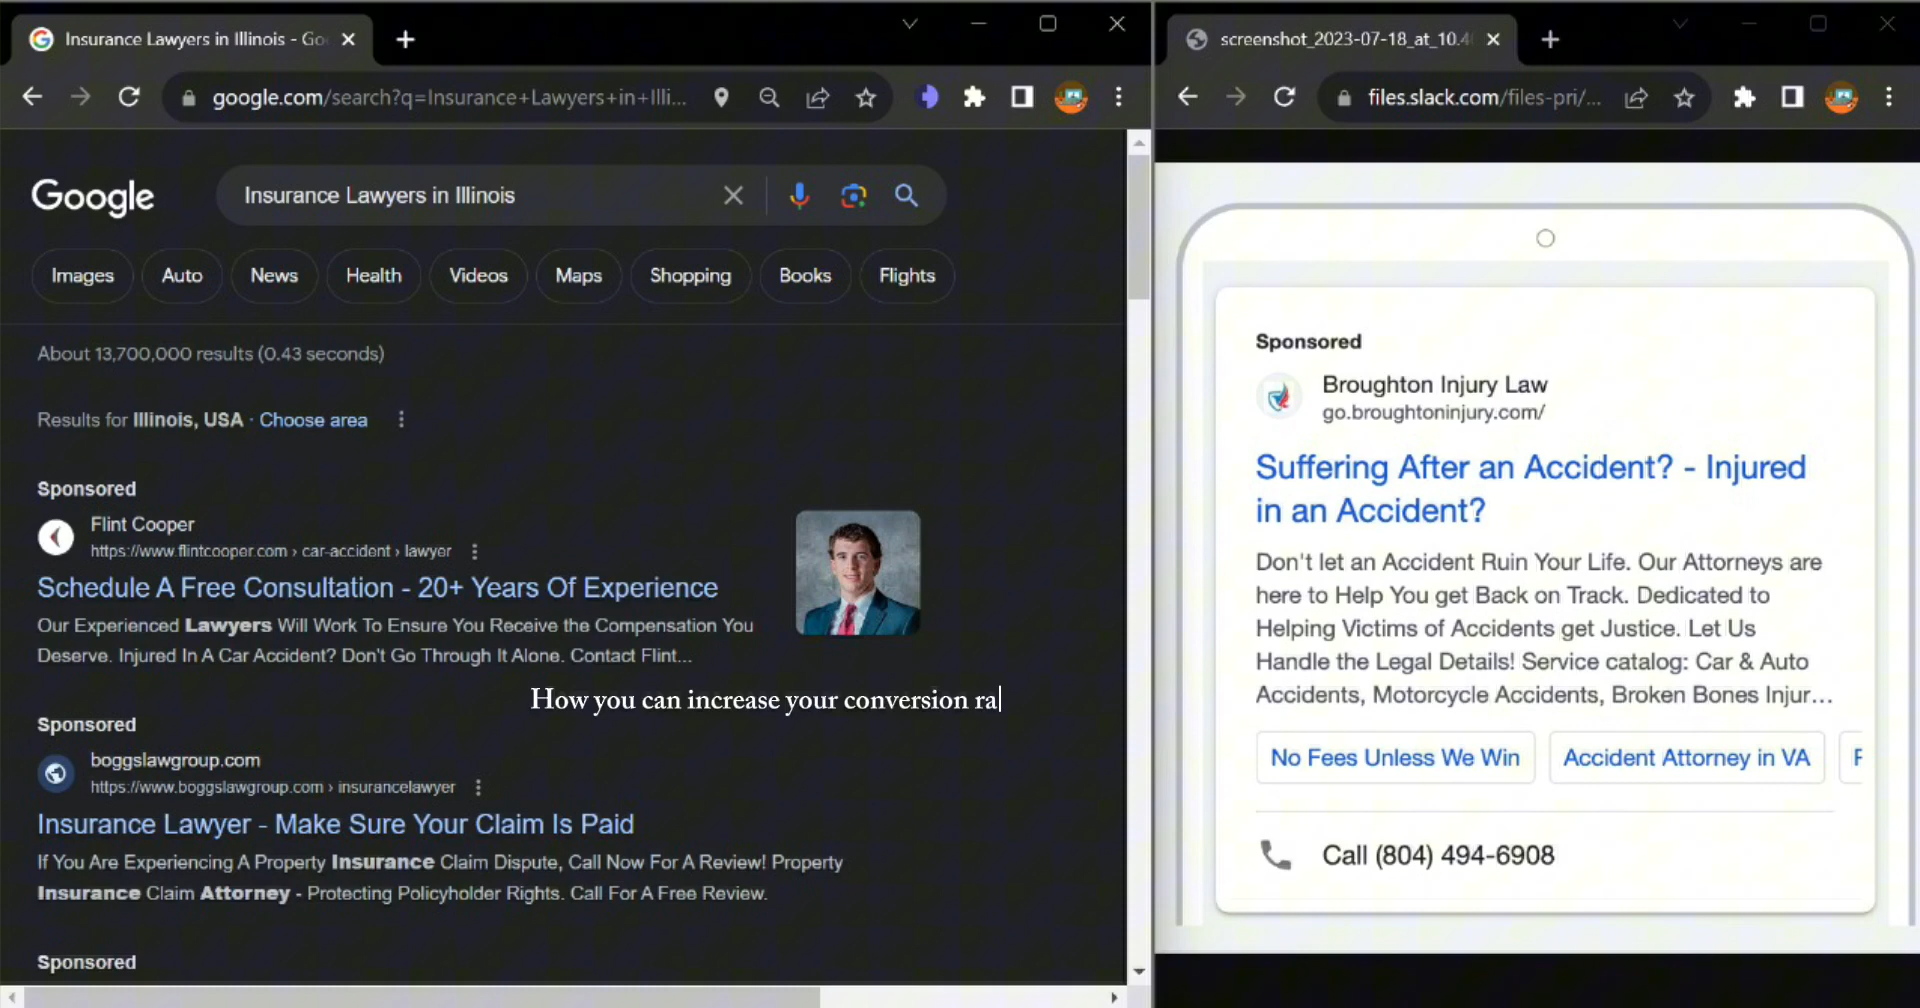 Insurance Lawyers in Illinois - Go
google.com/search?q=Insurance+Lawyers+in+Illi...
Google
Insurance Lawyers in Illinois
Images
Auto
News
Health
Videos
Maps
Shopping
Books
Flights
About 13,700,000 results (0.43 seconds)
Results for Illinois, USA · Choose area
Sponsored
Flint Cooper
https://www.flintcooper.com › car-accident › lawyer
Schedule A Free Consultation - 20+ Years Of Experience
Our Experienced Lawyers Will Work To Ensure You Receive the Compensation You
Deserve. Injured In A Car Accident? Don't Go Through It Alone. Contact Flint...
How you can increase your conversion ra
Sponsored
boggslawgroup.com
https://www.boggslawgroup.com › insurancelawyer
Insurance Lawyer - Make Sure Your Claim Is Paid
If You Are Experiencing A Property Insurance Claim Dispute, Call Now For A Review! Property
Insurance Claim Attorney - Protecting Policyholder Rights. Call For A Free Review.
Sponsored
screenshot_2023-07-18_at_10.4
files.slack.com/files-pri/...
Sponsored
Broughton Injury Law
go.broughtoninjury.com/
Suffering After an Accident? - Injured
in an Accident?
Don't let an Accident Ruin Your Life. Our Attorneys are
here to Help You get Back on Track. Dedicated to
Helping Victims of Accidents get Justice. Let Us
Handle the Legal Details! Service catalog: Car & Auto
Accidents, Motorcycle Accidents, Broken Bones Injur...
No Fees Unless We Win
Accident Attorney in VA
F
Call (804) 494-6908